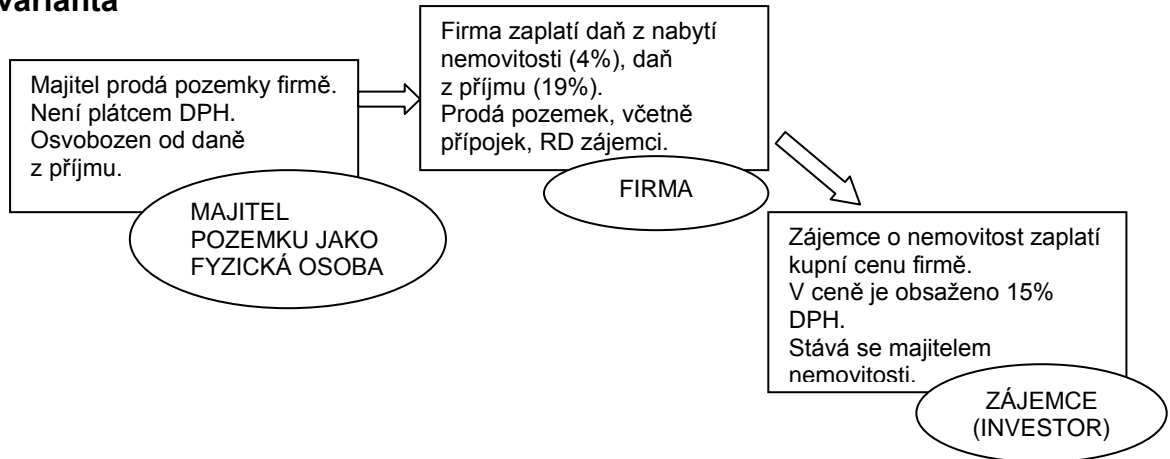 varianta
Majitel prodá pozemky firmě.
Není plátcem DPH.
Osvobozen od daně
z příjmu.
MAJITEL
POZEMKU JAKO
FYZICKÁ OSOBA
Firma zaplatí daň z nabytí
nemovitosti (4%), daň
z příjmu (19%).
Prodá pozemek, včetně
přípojek, RD zájemci.
FIRMA
Zájemce o nemovitost zaplatí
kupní cenu firmě.
V ceně je obsaženo 15%
DPH.
Stává se majitelem
nemovitosti.
ZÁJEMCE
(INVESTOR)